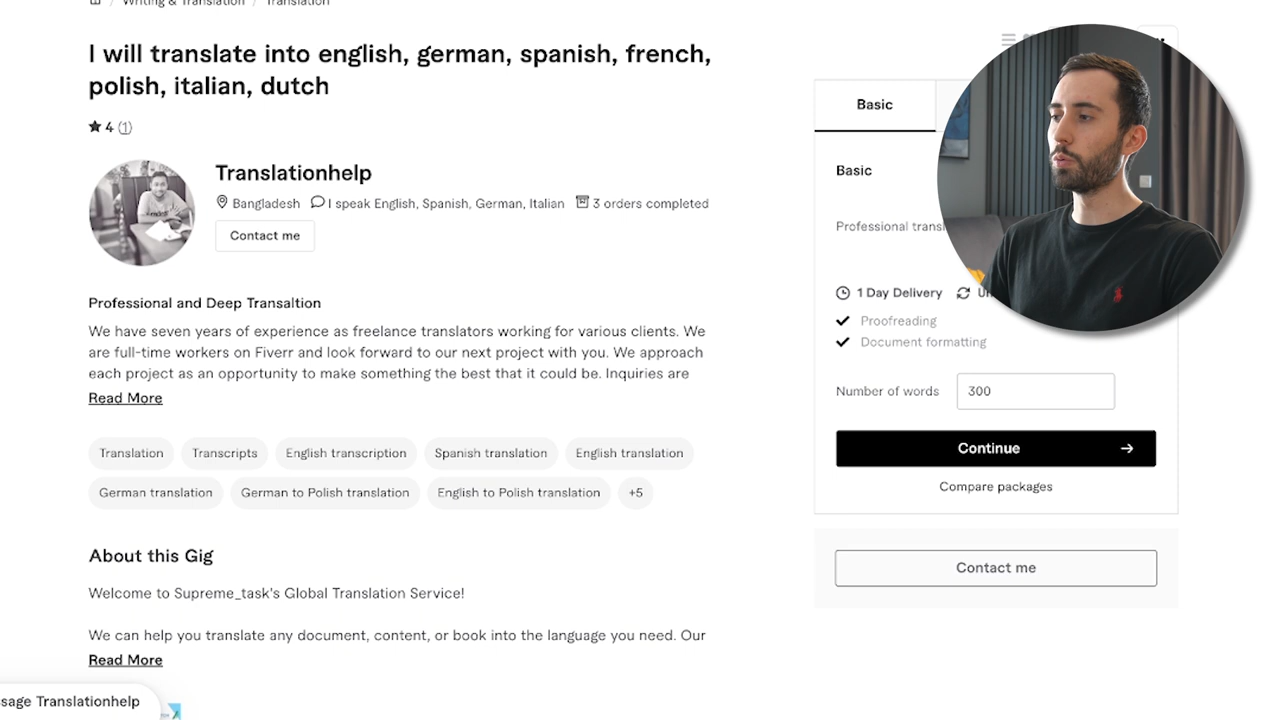 Writing & Translation / Translation
I will translate into english, german, spanish, french,
polish, italian, dutch
4 (1)
Translationhelp
Bangladesh I speak English, Spanish, German, Italian 3 orders completed
Contact me
Professional and Deep Transaltion
We have seven years of experience as freelance translators working for various clients. We
are full-time workers on Fiverr and look forward to our next project with you. We approach
each project as an opportunity to make something the best that it could be. Inquiries are
Read More
Translation Transcripts English transcription Spanish translation English translation
German translation German to Polish translation English to Polish translation +5
About this Gig
Welcome to Supreme_task's Global Translation Service!
We can help you translate any document, content, or book into the language you need. Our
Read More
sage Translationhelp
Basic
Basic
Professional transl
1 Day Delivery Un
Proofreading
Document formatting
Number of words 300
Continue →
Compare packages
Contact me